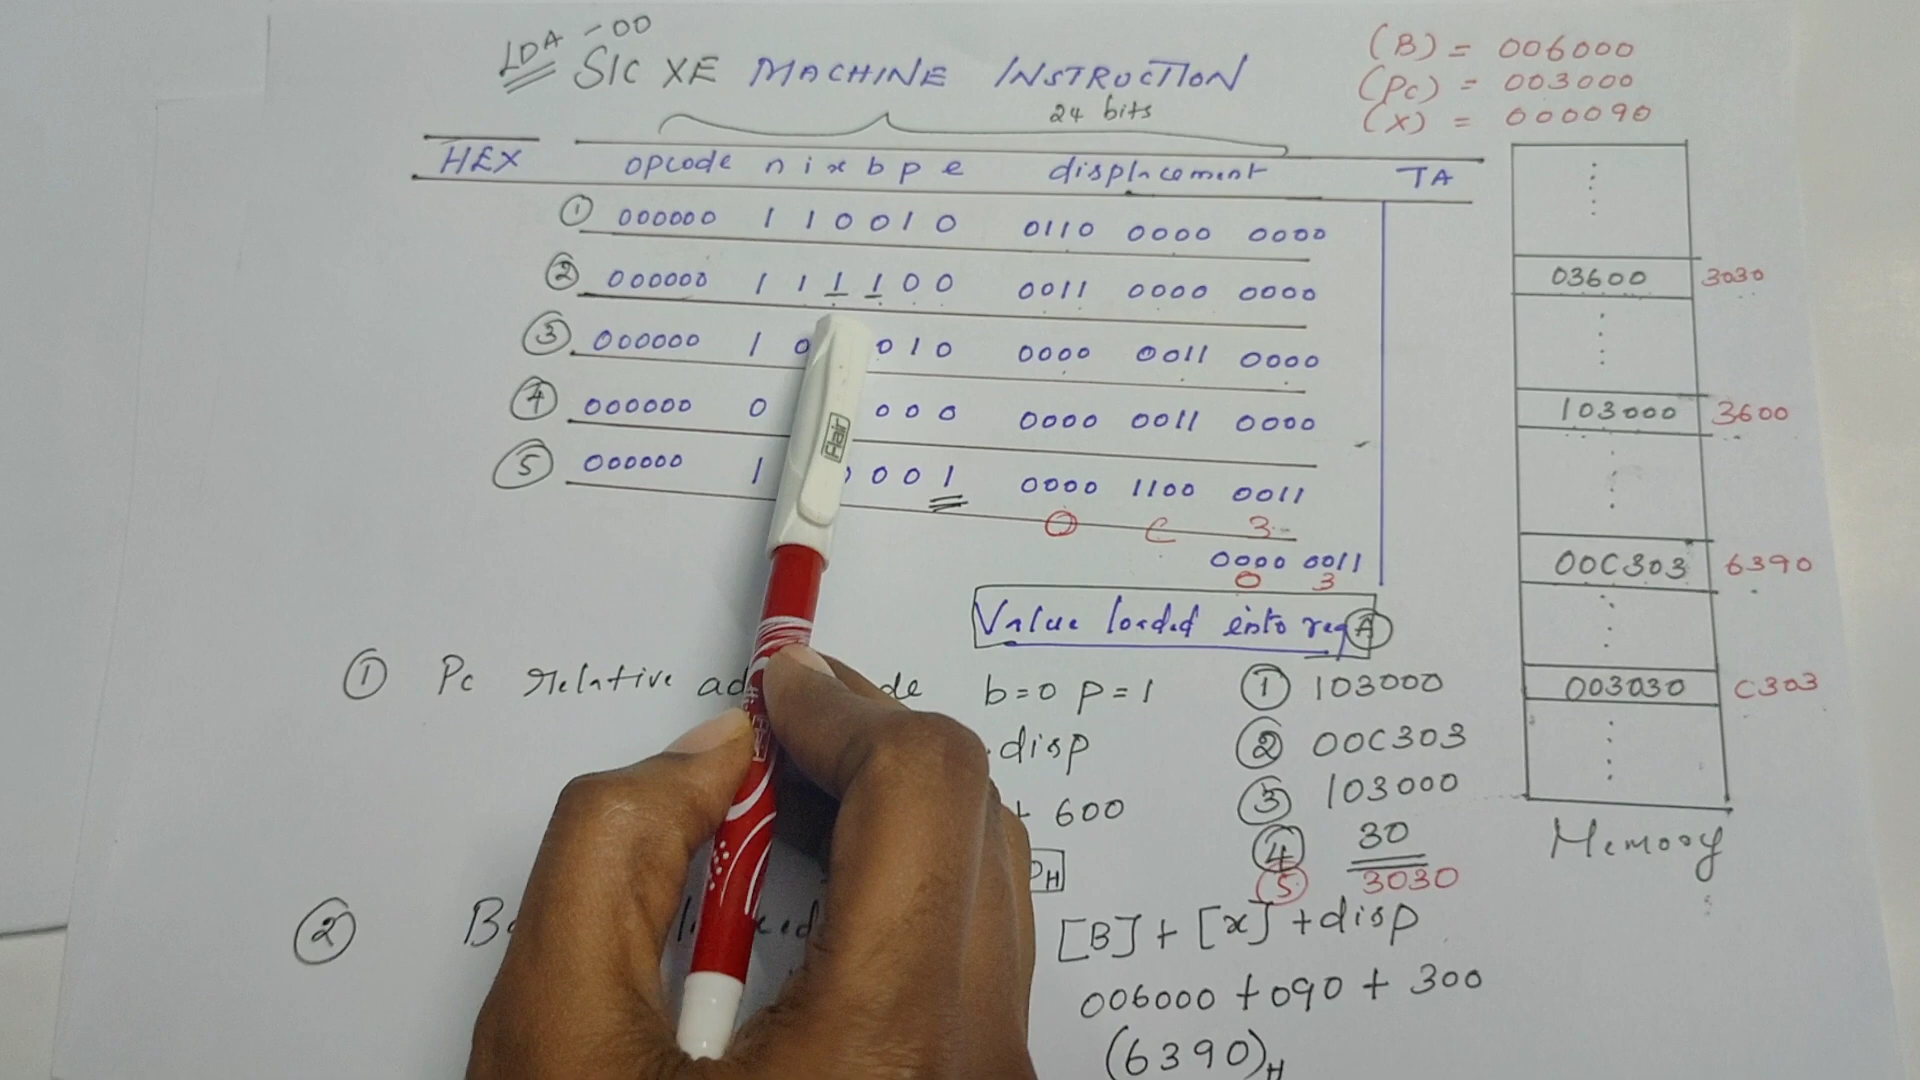 LDA - 00
SIC XE MACHINE INSTRUCTION
24 bits
(B) = 006000
(PC) = 003000
(X) = 000090
HEX opcode n i x b p e displacement TA
① 000000 1 1 0 0 1 0 0110 0000 0000
② 000000 1 1 1 1 0 0 0011 0000 0000
③ 000000 1 0 0 1 0 0000 0011 0000
④ 000000 0 0 0 0 0000 0011 0000
⑤ 000000 1 0 0 1 0000 1100 0011
0 C 3
0000 0011
0 3
Value loaded into reg A
03600 3030
103000 3600
00C303 6390
003030 C303
Memory
① PC relative b=0 p=1
disp
+ 600
① 103000
② 00C303
③ 103000
④ 30
⑤ 3030
② [B] + [x] + disp
006000 + 090 + 300
(6390)H
Flair